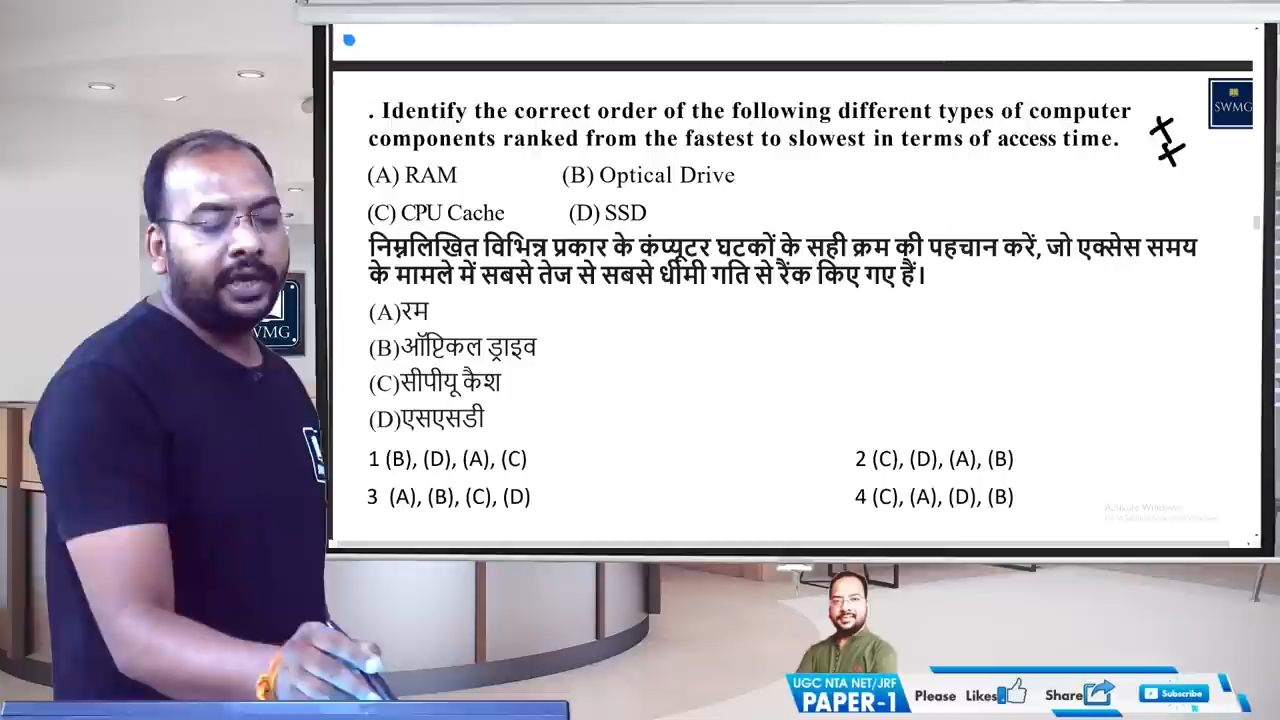 . Identify the correct order of the following different types of computer
components ranked from the fastest to slowest in terms of access time.
SWMG
(A) RAM (B) Optical Drive
(C) CPU Cache (D) SSD
निम्नलिखित विभिन्न प्रकार के कंप्यूटर घटकों के सही क्रम की पहचान करें, जो एक्सेस समय
के मामले में सबसे तेज से सबसे धीमी गति से रैंक किए गए हैं।
(A)रम
(B)ऑप्टिकल ड्राइव
(C)सीपीयू कैश
(D)एसएसडी
1 (B), (D), (A), (C) 2 (C), (D), (A), (B)
3 (A), (B), (C), (D) 4 (C), (A), (D), (B)
Activate Windows
WMG
UGC NTA NET/JRF
PAPER-1
Please Likes Share Subscribe